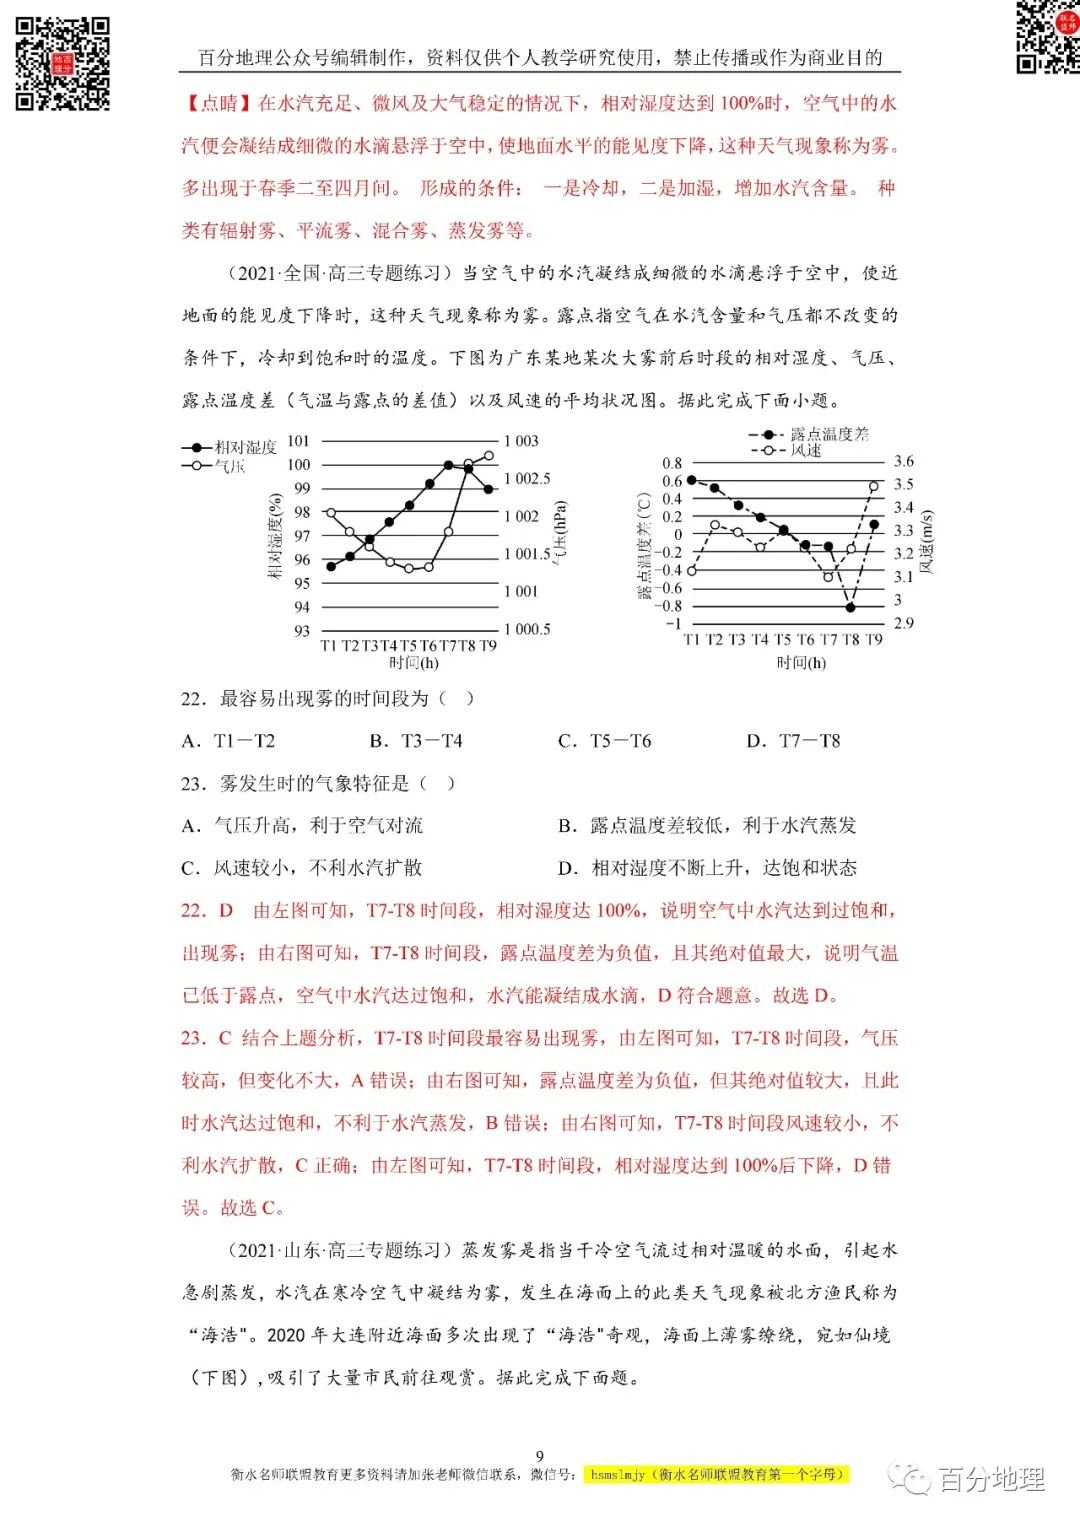 百分地理公众号编辑制作，资料仅供个人教学研究使用，禁止传播或作为商业目的
【点睛】在水汽充足、微风及大气稳定的情况下，相对湿度达到100%时，空气中的水
汽便会凝结成细微的水滴悬浮于空中，使地面水平的能见度下降，这种天气现象称为雾。
多出现于春季二至四月间。 形成的条件： 一是冷却，二是加湿，增加水汽含量。 种
类有辐射雾、平流雾、混合雾、蒸发雾等。
（2021·全国·高三专题练习）当空气中的水汽凝结成细微的水滴悬浮于空中，使近
地面的能见度下降时，这种天气现象称为雾。露点指空气在水汽含量和气压都不改变的
条件下，冷却到饱和时的温度。下图为广东某地某次大雾前后时段的相对湿度、气压、
露点温度差（气温与露点的差值）以及风速的平均状况图。据此完成下面小题。
相对湿度
气压
相对湿度(%)
101
100
99
98
97
96
95
94
93
1 003
1 002.5
1 002
1 001.5
1 001
1 000.5
气压(hPa)
T1 T2 T3 T4 T5 T6 T7 T8 T9
时间(h)
露点温度差
风速
露点温度差(℃)
0.8
0.6
0.4
0.2
0
−0.2
−0.4
−0.6
−0.8
−1
3.6
3.5
3.4
3.3
3.2
3.1
3
2.9
风速(m/s)
T1 T2 T3 T4 T5 T6 T7 T8 T9
时间(h)
22．最容易出现雾的时间段为（ ）
A．T1－T2 B．T3－T4 C．T5－T6 D．T7－T8
23．雾发生时的气象特征是（ ）
A．气压升高，利于空气对流 B．露点温度差较低，利于水汽蒸发
C．风速较小，不利水汽扩散 D．相对湿度不断上升，达饱和状态
22．D 由左图可知，T7-T8时间段，相对湿度达100%，说明空气中水汽达到过饱和，
出现雾；由右图可知，T7-T8时间段，露点温度差为负值，且其绝对值最大，说明气温
已低于露点，空气中水汽达过饱和，水汽能凝结成水滴，D符合题意。故选D。
23．C 结合上题分析，T7-T8时间段最容易出现雾，由左图可知，T7-T8时间段，气压
较高，但变化不大，A错误；由右图可知，露点温度差为负值，但其绝对值较大，且此
时水汽达过饱和，不利于水汽蒸发，B错误；由右图可知，T7-T8时间段风速较小，不
利水汽扩散，C正确；由左图可知，T7-T8时间段，相对湿度达到100%后下降，D错
误。故选C。
（2021·山东·高三专题练习）蒸发雾是指当干冷空气流过相对温暖的水面，引起水
急剧蒸发，水汽在寒冷空气中凝结为雾，发生在海面上的此类天气现象被北方渔民称为
“海浩"。2020年大连附近海面多次出现了“海浩"奇观，海面上薄雾缭绕，宛如仙境
（下图）,吸引了大量市民前往观赏。据此完成下面题。
9
衡水名师联盟教育更多资料请加张老师微信联系，微信号： hsmslmjy（衡水名师联盟教育第一个字母）
百分地理